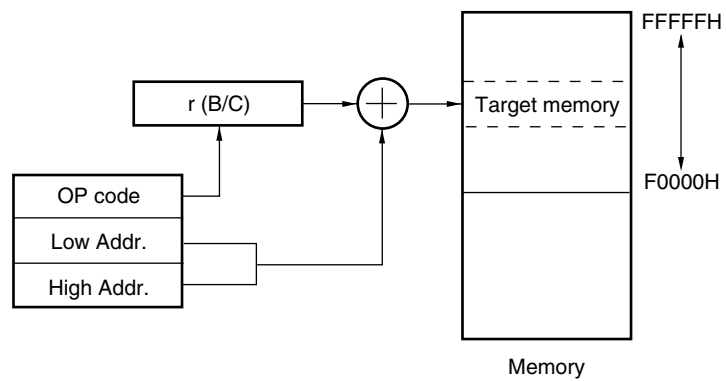 FFFFFH
r (B/C)
Target memory
F0000H
OP code
Low Addr.
High Addr.
Memory